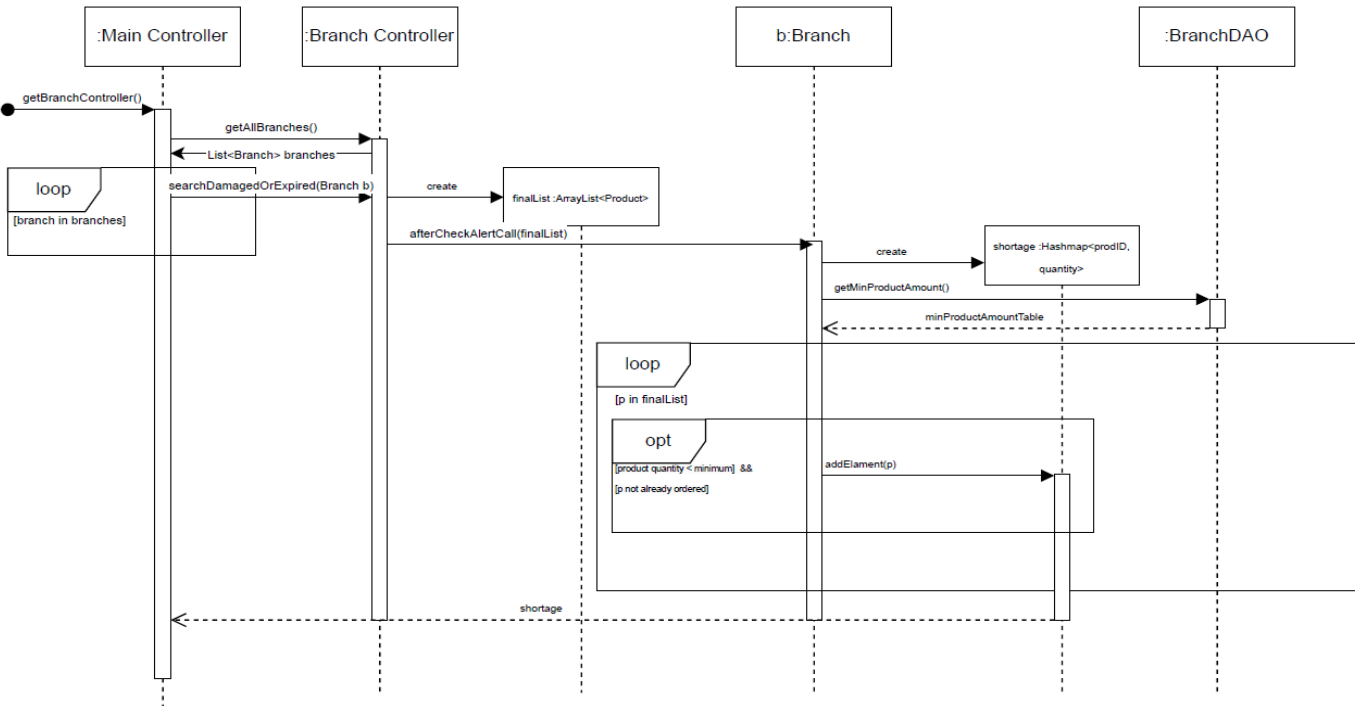 :Main Controller
:Branch Controller
b:Branch
:BranchDAO
getBranchController()
getAllBranches()
List<Branch> branches
loop
[branch in branches]
searchDamagedOrExpired(Branch b)
create
finalList :ArrayList<Product>
afterCheckAlertCall(finalList)
create
shortage :Hashmap<prodID,
quantity>
getMinProductAmount()
minProductAmountTable
loop
[p in finalList]
opt
[product quantity < minimum] &&
[p not already ordered]
addElament(p)
shortage